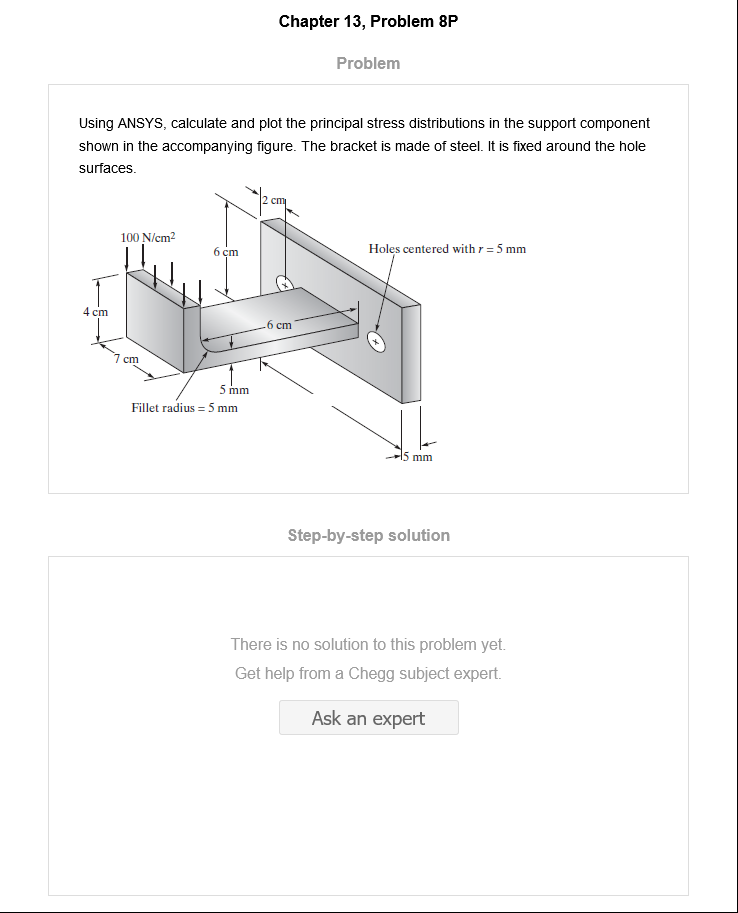 Chapter 13, Problem 8P
Problem
Using ANSYS, calculate and plot the principal stress distributions in the support component
shown in the accompanying figure. The bracket is made of steel. It is fixed around the hole
surfaces.
2 cm
100 N/cm²
6 cm
Holes centered with r = 5 mm
4 cm
6 cm
7 cm
5 mm
Fillet radius = 5 mm
5 mm
Step-by-step solution
There is no solution to this problem yet.
Get help from a Chegg subject expert.
Ask an expert